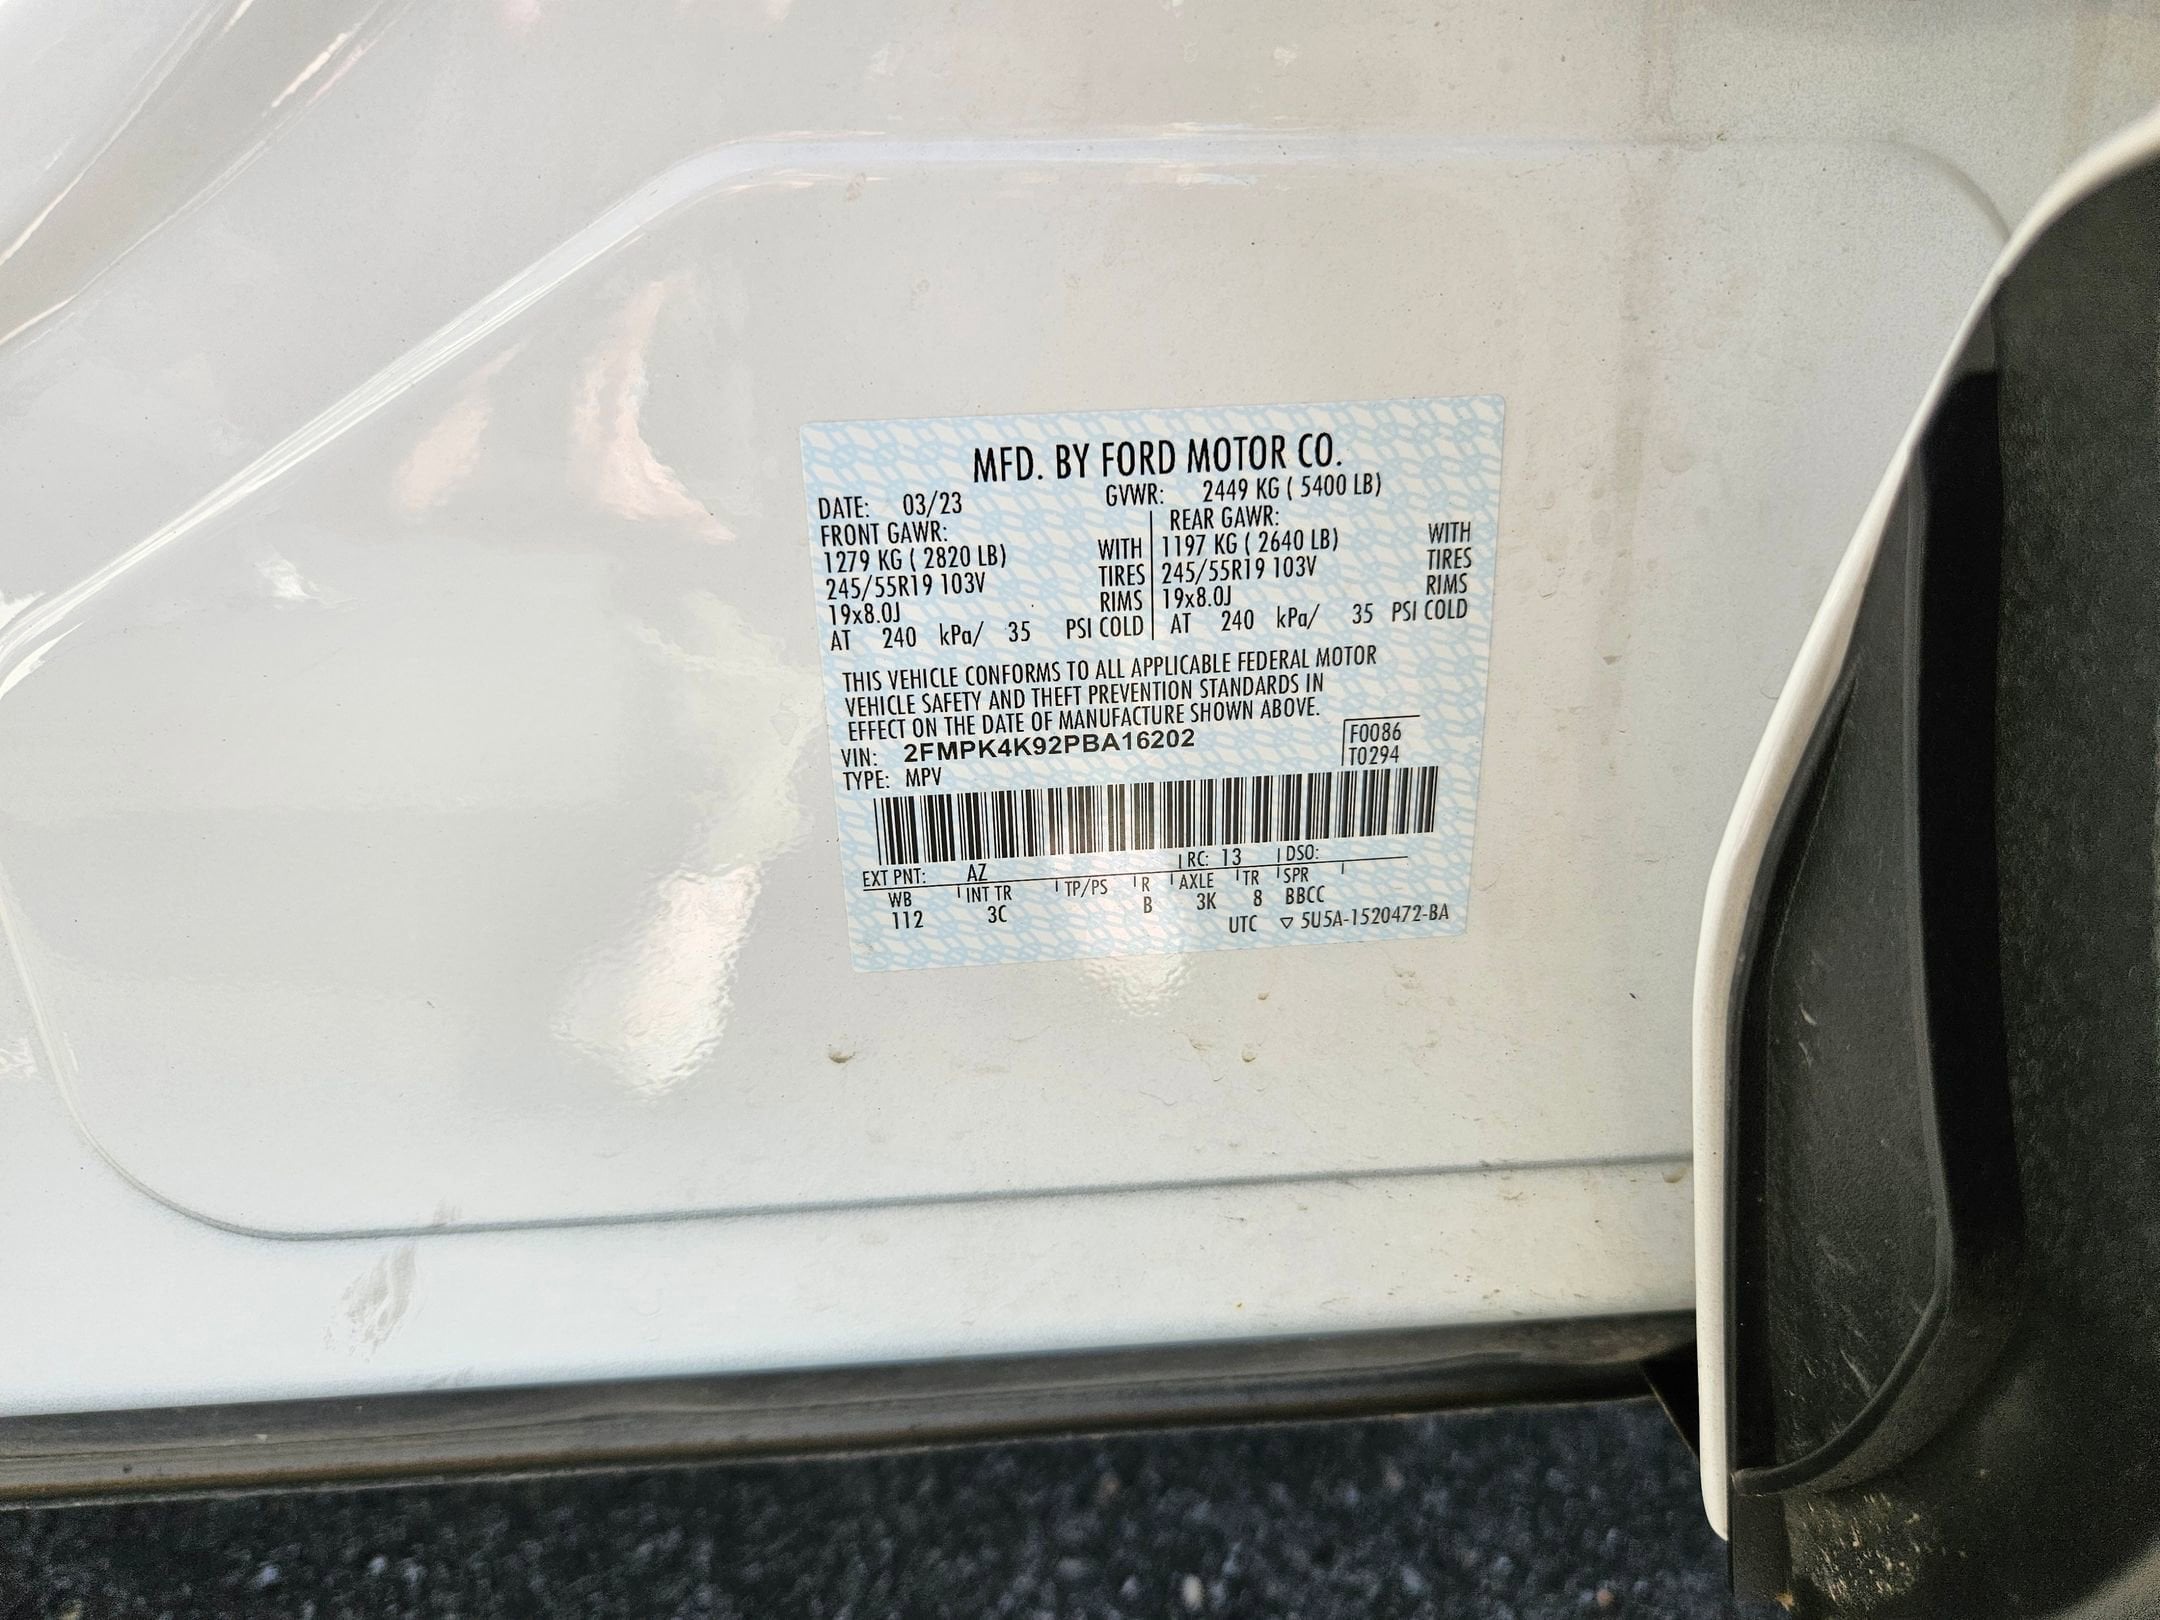 MFD. BY FORD MOTOR CO.
DATE: 03/23 GVWR: 2449 KG ( 5400 LB)
FRONT GAWR: REAR GAWR:
1279 KG ( 2820 LB) WITH 1197 KG ( 2640 LB) WITH
245/55R19 103V TIRES 245/55R19 103V TIRES
19x8.0J RIMS 19x8.0J RIMS
AT 240 kPa/ 35 PSI COLD AT 240 kPa/ 35 PSI COLD
THIS VEHICLE CONFORMS TO ALL APPLICABLE FEDERAL MOTOR
VEHICLE SAFETY AND THEFT PREVENTION STANDARDS IN
EFFECT ON THE DATE OF MANUFACTURE SHOWN ABOVE.
VIN: 2FMPK4K92PBA16202 F0086
TYPE: MPV T0294
EXT PNT: AZ RC: 13 DSO:
WB INT TR TP/PS R AXLE TR SPR
112 3C B 3K 8 BBCC
UTC ▽ 5U5A-1520472-BA